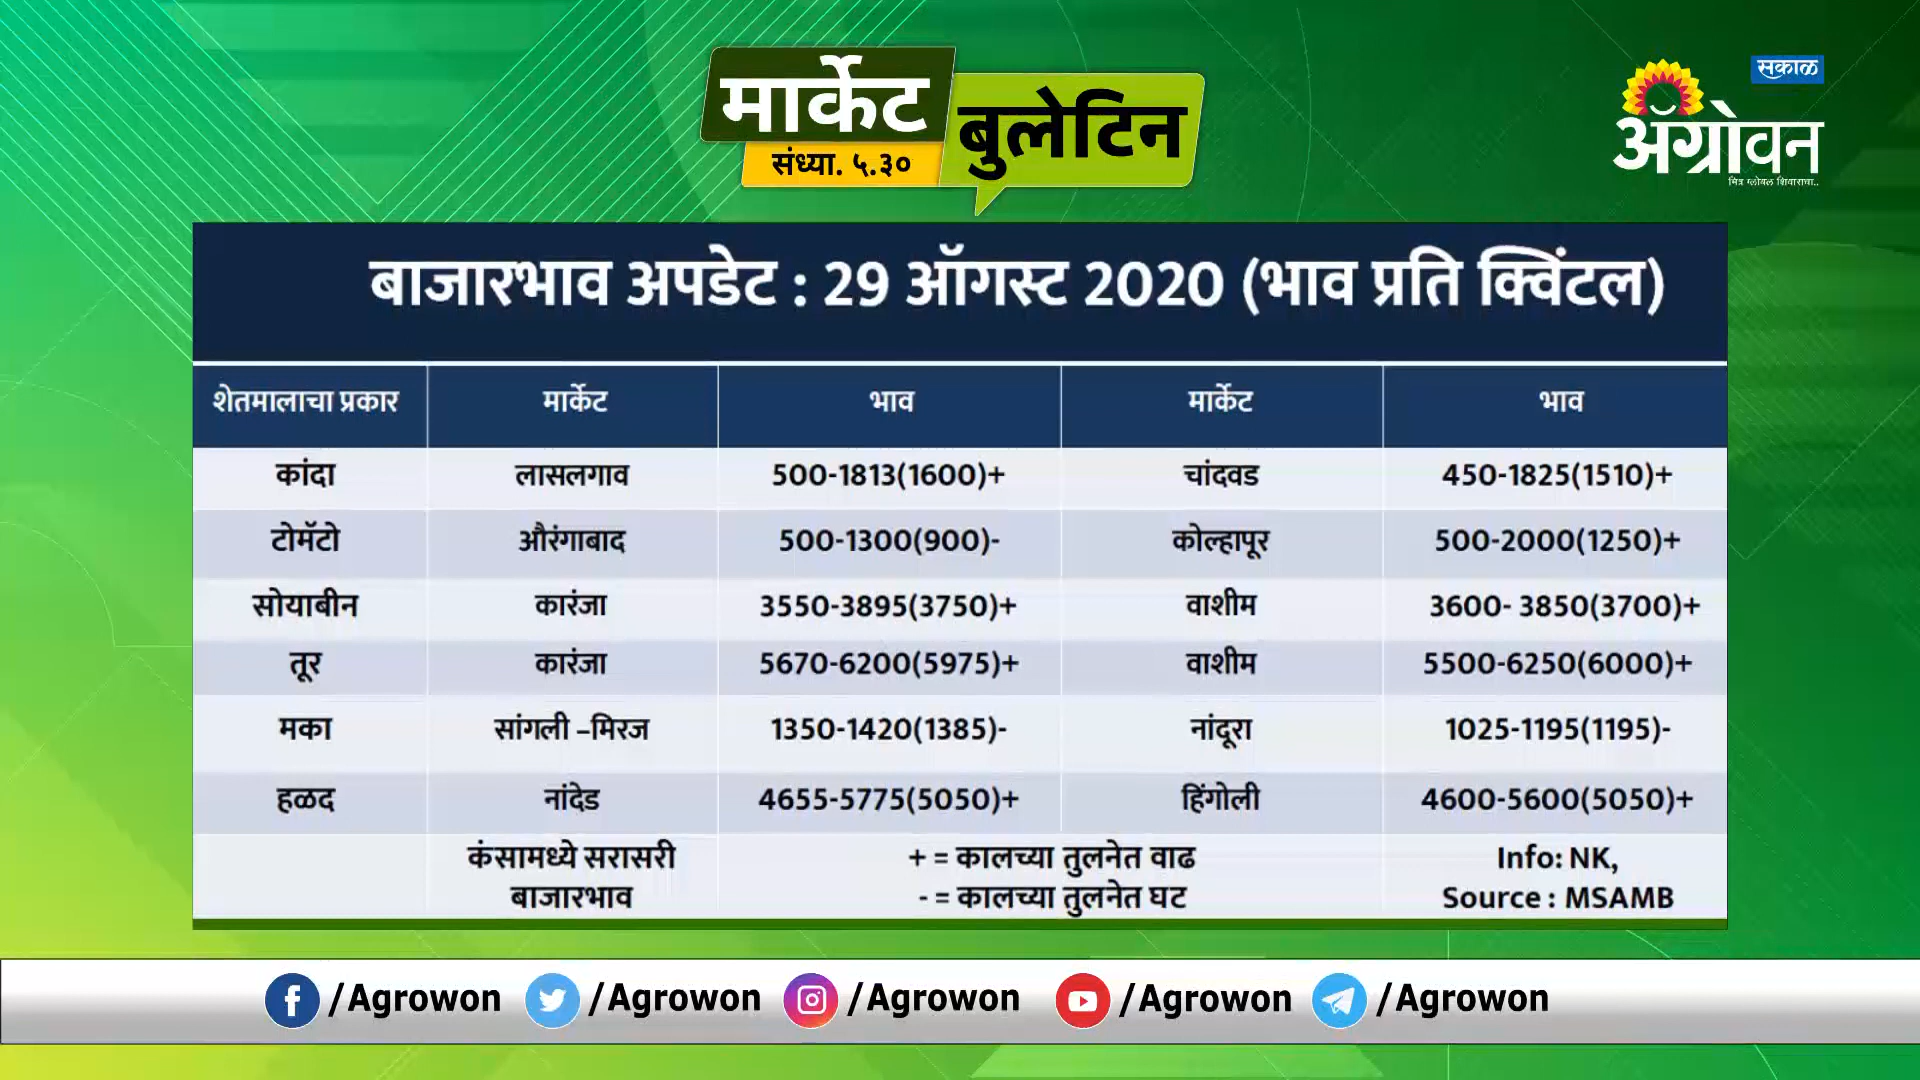 मार्केट
बुलेटिन
संध्या. ५.३०
सकाळ
ॲग्रोवन
मित्र ग्लोबल शिवाराचा..
बाजारभाव अपडेट : 29 ऑगस्ट 2020 (भाव प्रति क्विंटल)
शेतमालाचा प्रकार मार्केट भाव मार्केट भाव
कांदा लासलगाव 500-1813(1600)+ चांदवड 450-1825(1510)+
टोमॅटो औरंगाबाद 500-1300(900)- कोल्हापूर 500-2000(1250)+
सोयाबीन कारंजा 3550-3895(3750)+ वाशीम 3600- 3850(3700)+
तूर कारंजा 5670-6200(5975)+ वाशीम 5500-6250(6000)+
मका सांगली –मिरज 1350-1420(1385)- नांदूरा 1025-1195(1195)-
हळद नांदेड 4655-5775(5050)+ हिंगोली 4600-5600(5050)+
कंसामध्ये सरासरी + = कालच्या तुलनेत वाढ Info: NK,
बाजारभाव - = कालच्या तुलनेत घट Source : MSAMB
/Agrowon /Agrowon /Agrowon /Agrowon /Agrowon